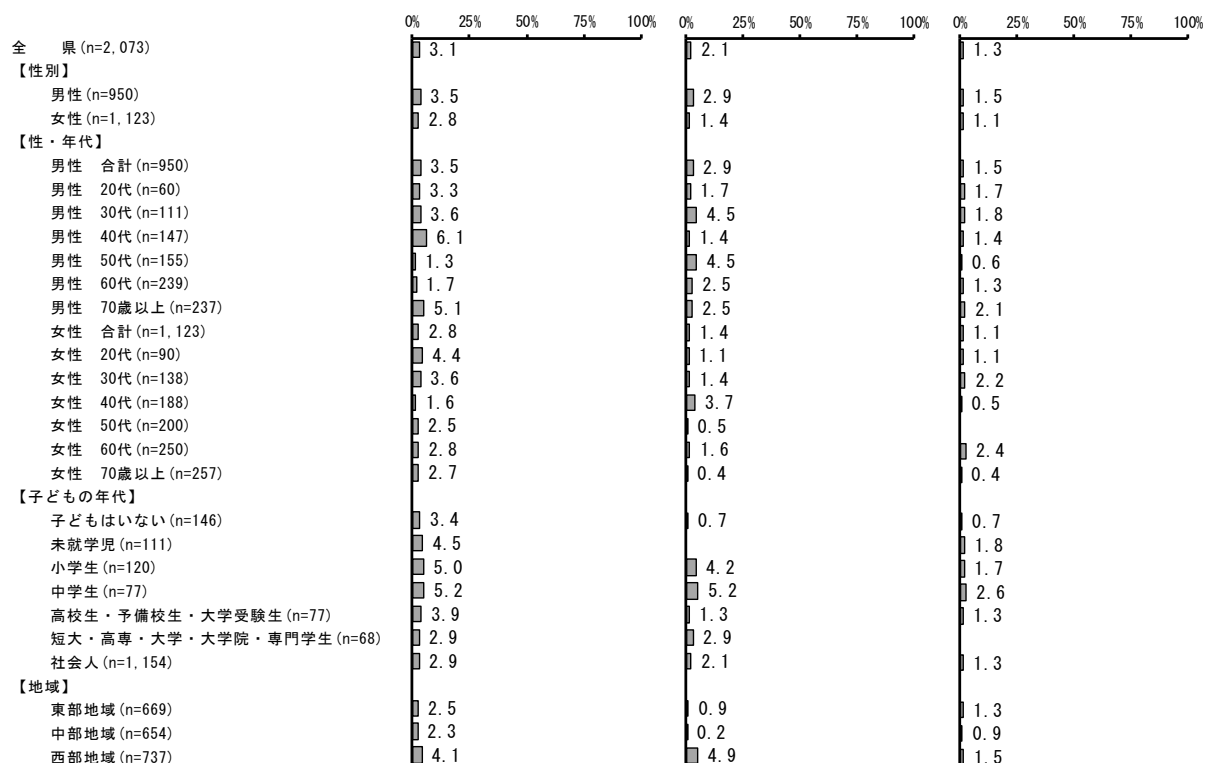 0% 25% 50% 75% 100% 0% 25% 50% 75% 100% 0% 25% 50% 75% 100%
全　　県(n=2,073) 3.1 2.1 1.3
【性別】
男性(n=950) 3.5 2.9 1.5
女性(n=1,123) 2.8 1.4 1.1
【性・年代】
男性　合計(n=950) 3.5 2.9 1.5
男性　20代(n=60) 3.3 1.7 1.7
男性　30代(n=111) 3.6 4.5 1.8
男性　40代(n=147) 6.1 1.4 1.4
男性　50代(n=155) 1.3 4.5 0.6
男性　60代(n=239) 1.7 2.5 1.3
男性　70歳以上(n=237) 5.1 2.5 2.1
女性　合計(n=1,123) 2.8 1.4 1.1
女性　20代(n=90) 4.4 1.1 1.1
女性　30代(n=138) 3.6 1.4 2.2
女性　40代(n=188) 1.6 3.7 0.5
女性　50代(n=200) 2.5 0.5
女性　60代(n=250) 2.8 1.6 2.4
女性　70歳以上(n=257) 2.7 0.4 0.4
【子どもの年代】
子どもはいない(n=146) 3.4 0.7 0.7
未就学児(n=111) 4.5 1.8
小学生(n=120) 5.0 4.2 1.7
中学生(n=77) 5.2 5.2 2.6
高校生・予備校生・大学受験生(n=77) 3.9 1.3 1.3
短大・高専・大学・大学院・専門学生(n=68) 2.9 2.9
社会人(n=1,154) 2.9 2.1 1.3
【地域】
東部地域(n=669) 2.5 0.9 1.3
中部地域(n=654) 2.3 0.2 0.9
西部地域(n=737) 4.1 4.9 1.5